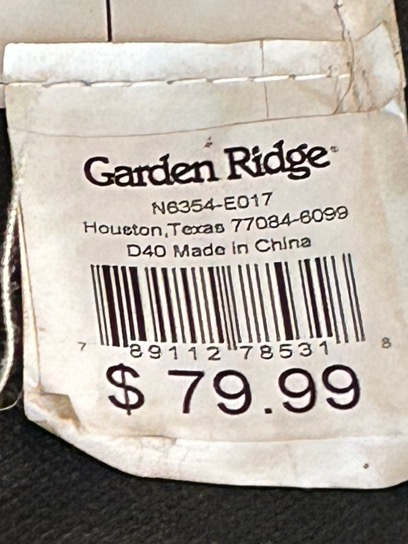 Garden Ridge®
N6354-E017
Houston, Texas 77084-6099
D40 Made in China
7 89112 78531 8
$ 79.99